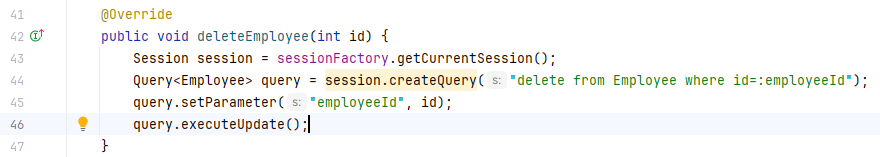 41 @Override
42 public void deleteEmployee(int id) {
43 Session session = sessionFactory.getCurrentSession();
44 Query<Employee> query = session.createQuery( s: "delete from Employee where id=:employeeId");
45 query.setParameter( s: "employeeId", id);
46 query.executeUpdate();
47 }